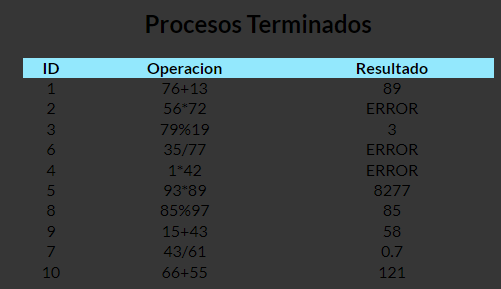 Procesos Terminados
ID Operacion Resultado
1 76+13 89
2 56*72 ERROR
3 79%19 3
6 35/77 ERROR
4 1*42 ERROR
5 93*89 8277
8 85%97 85
9 15+43 58
7 43/61 0.7
10 66+55 121